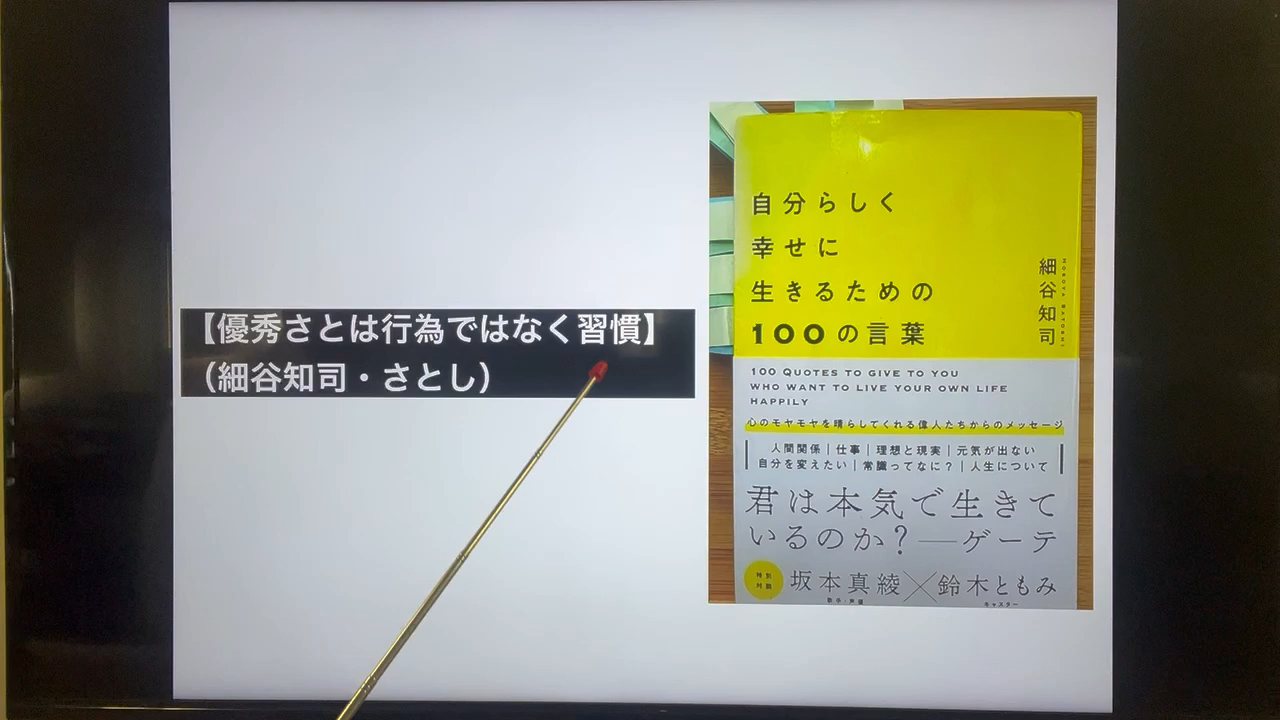 【優秀さとは行為ではなく習慣】
（細谷知司・さとし）
自分らしく
幸せに
生きるための
100の言葉
細谷知司
HOSOYA SATOSHI
100 QUOTES TO GIVE TO YOU
WHO WANT TO LIVE YOUR OWN LIFE
HAPPILY
心のモヤモヤを晴らしてくれる偉人たちからのメッセージ
人間関係｜仕事｜理想と現実｜元気が出ない
自分を変えたい｜常識ってなに？｜人生について
君は本気で生きて
いるのか？―ゲーテ
特別
対談
坂本真綾×鈴木ともみ
歌手・声優
キャスター